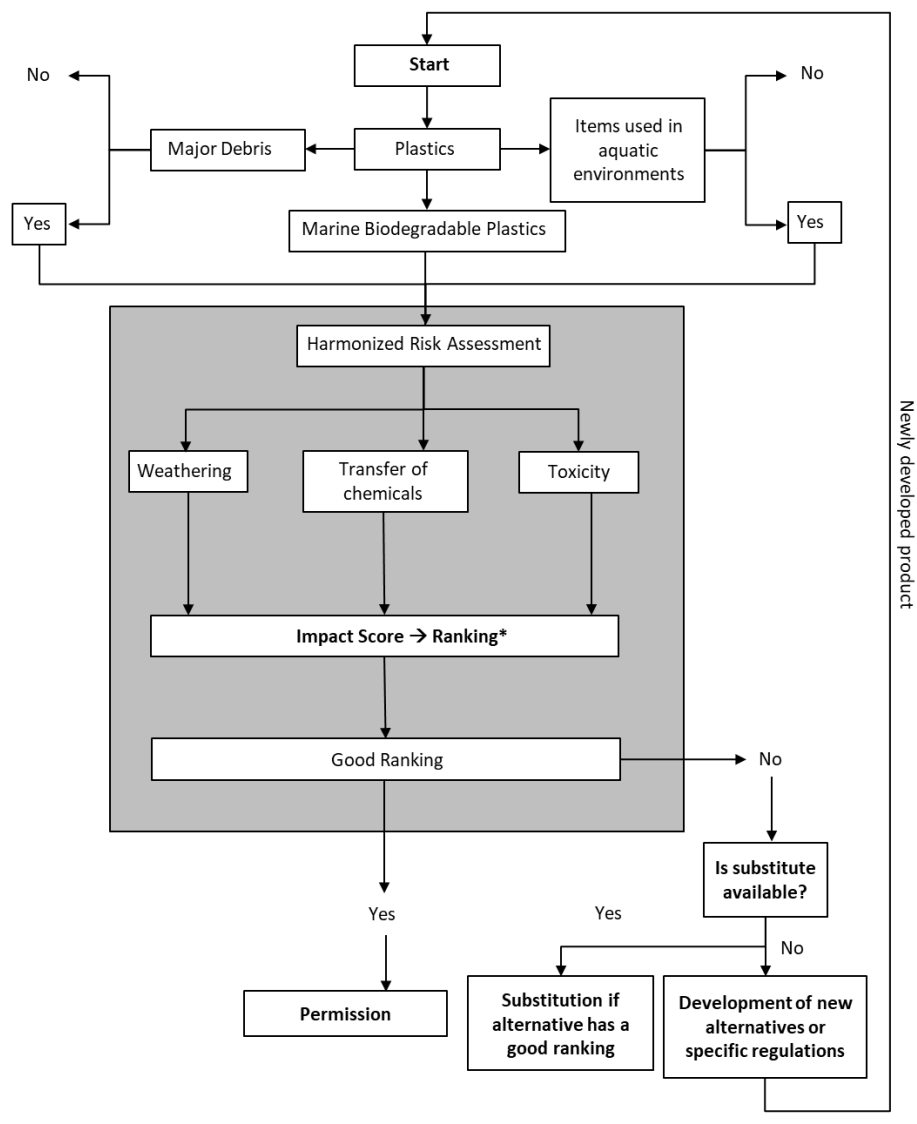 Start
No
No
Major Debris
Plastics
Items used in
aquatic
environments
Yes
Marine Biodegradable Plastics
Yes
Harmonized Risk Assessment
Weathering
Transfer of
chemicals
Toxicity
Newly developed product
Impact Score → Ranking*
Good Ranking
No
Is substitute
available?
Yes
Yes
No
Permission
Substitution if
alternative has a
good ranking
Development of new
alternatives or
specific regulations